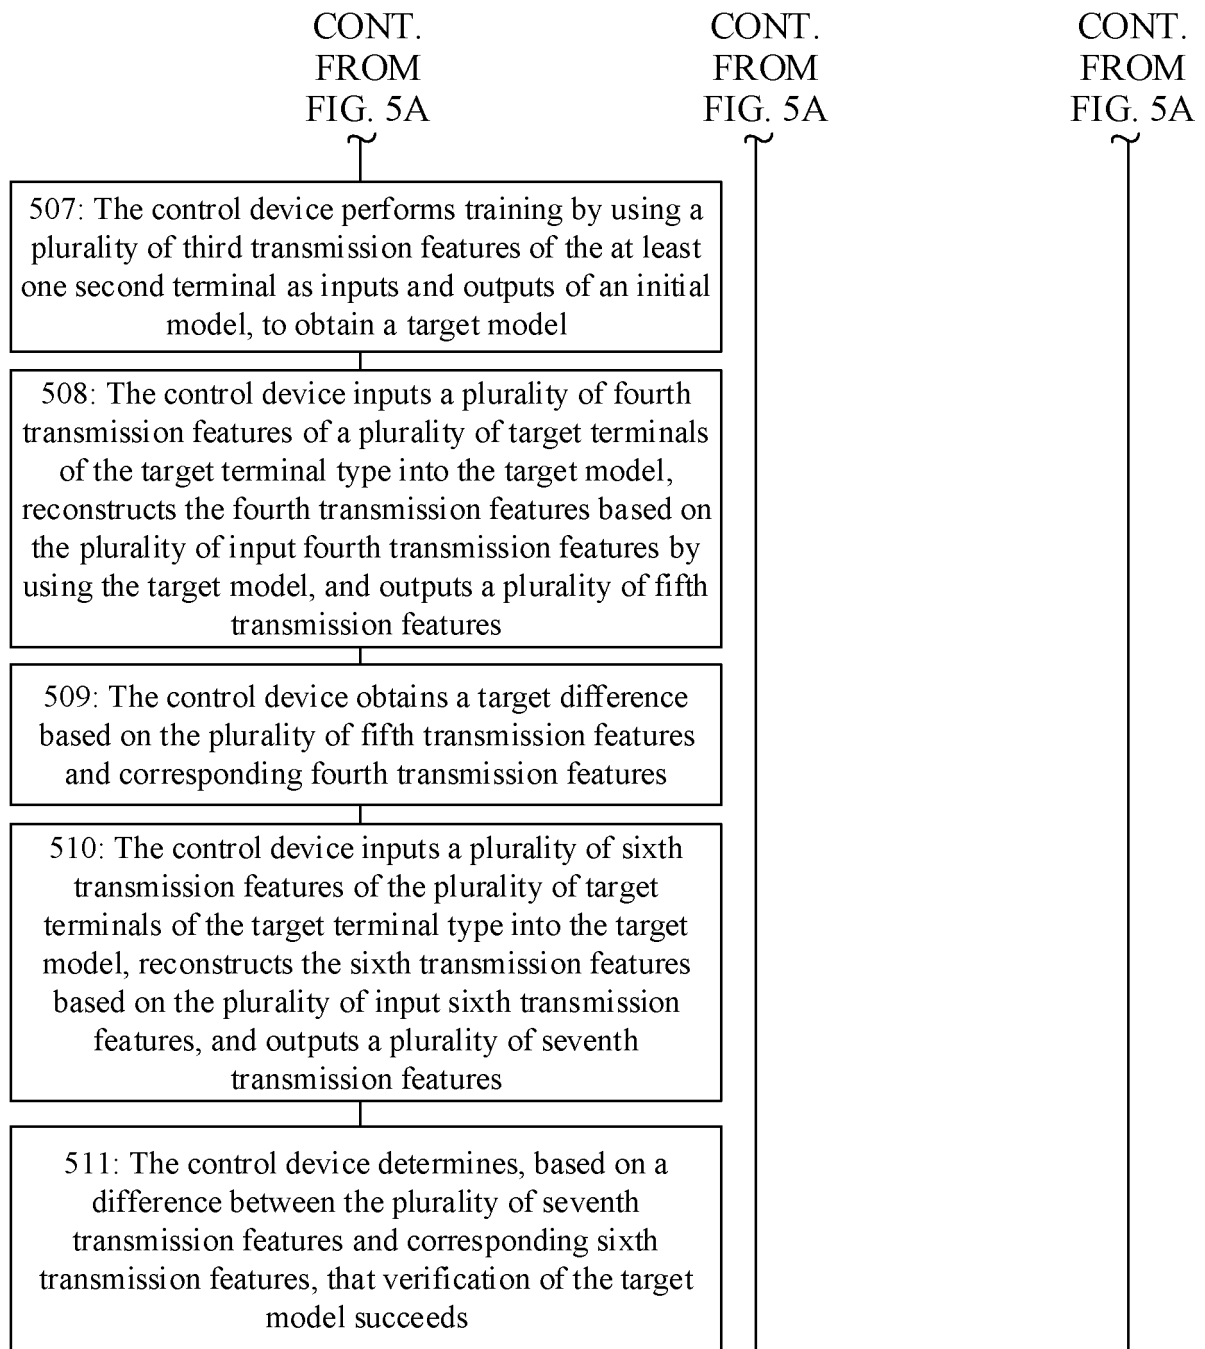 CONT.
FROM
FIG. 5A
CONT.
FROM
FIG. 5A
CONT.
FROM
FIG. 5A
507: The control device performs training by using a
plurality of third transmission features of the at least
one second terminal as inputs and outputs of an initial
model, to obtain a target model
508: The control device inputs a plurality of fourth
transmission features of a plurality of target terminals
of the target terminal type into the target model,
reconstructs the fourth transmission features based on
the plurality of input fourth transmission features by
using the target model, and outputs a plurality of fifth
transmission features
509: The control device obtains a target difference
based on the plurality of fifth transmission features
and corresponding fourth transmission features
510: The control device inputs a plurality of sixth
transmission features of the plurality of target
terminals of the target terminal type into the target
model, reconstructs the sixth transmission features
based on the plurality of input sixth transmission
features, and outputs a plurality of seventh
transmission features
511: The control device determines, based on a
difference between the plurality of seventh
transmission features and corresponding sixth
transmission features, that verification of the target
model succeeds